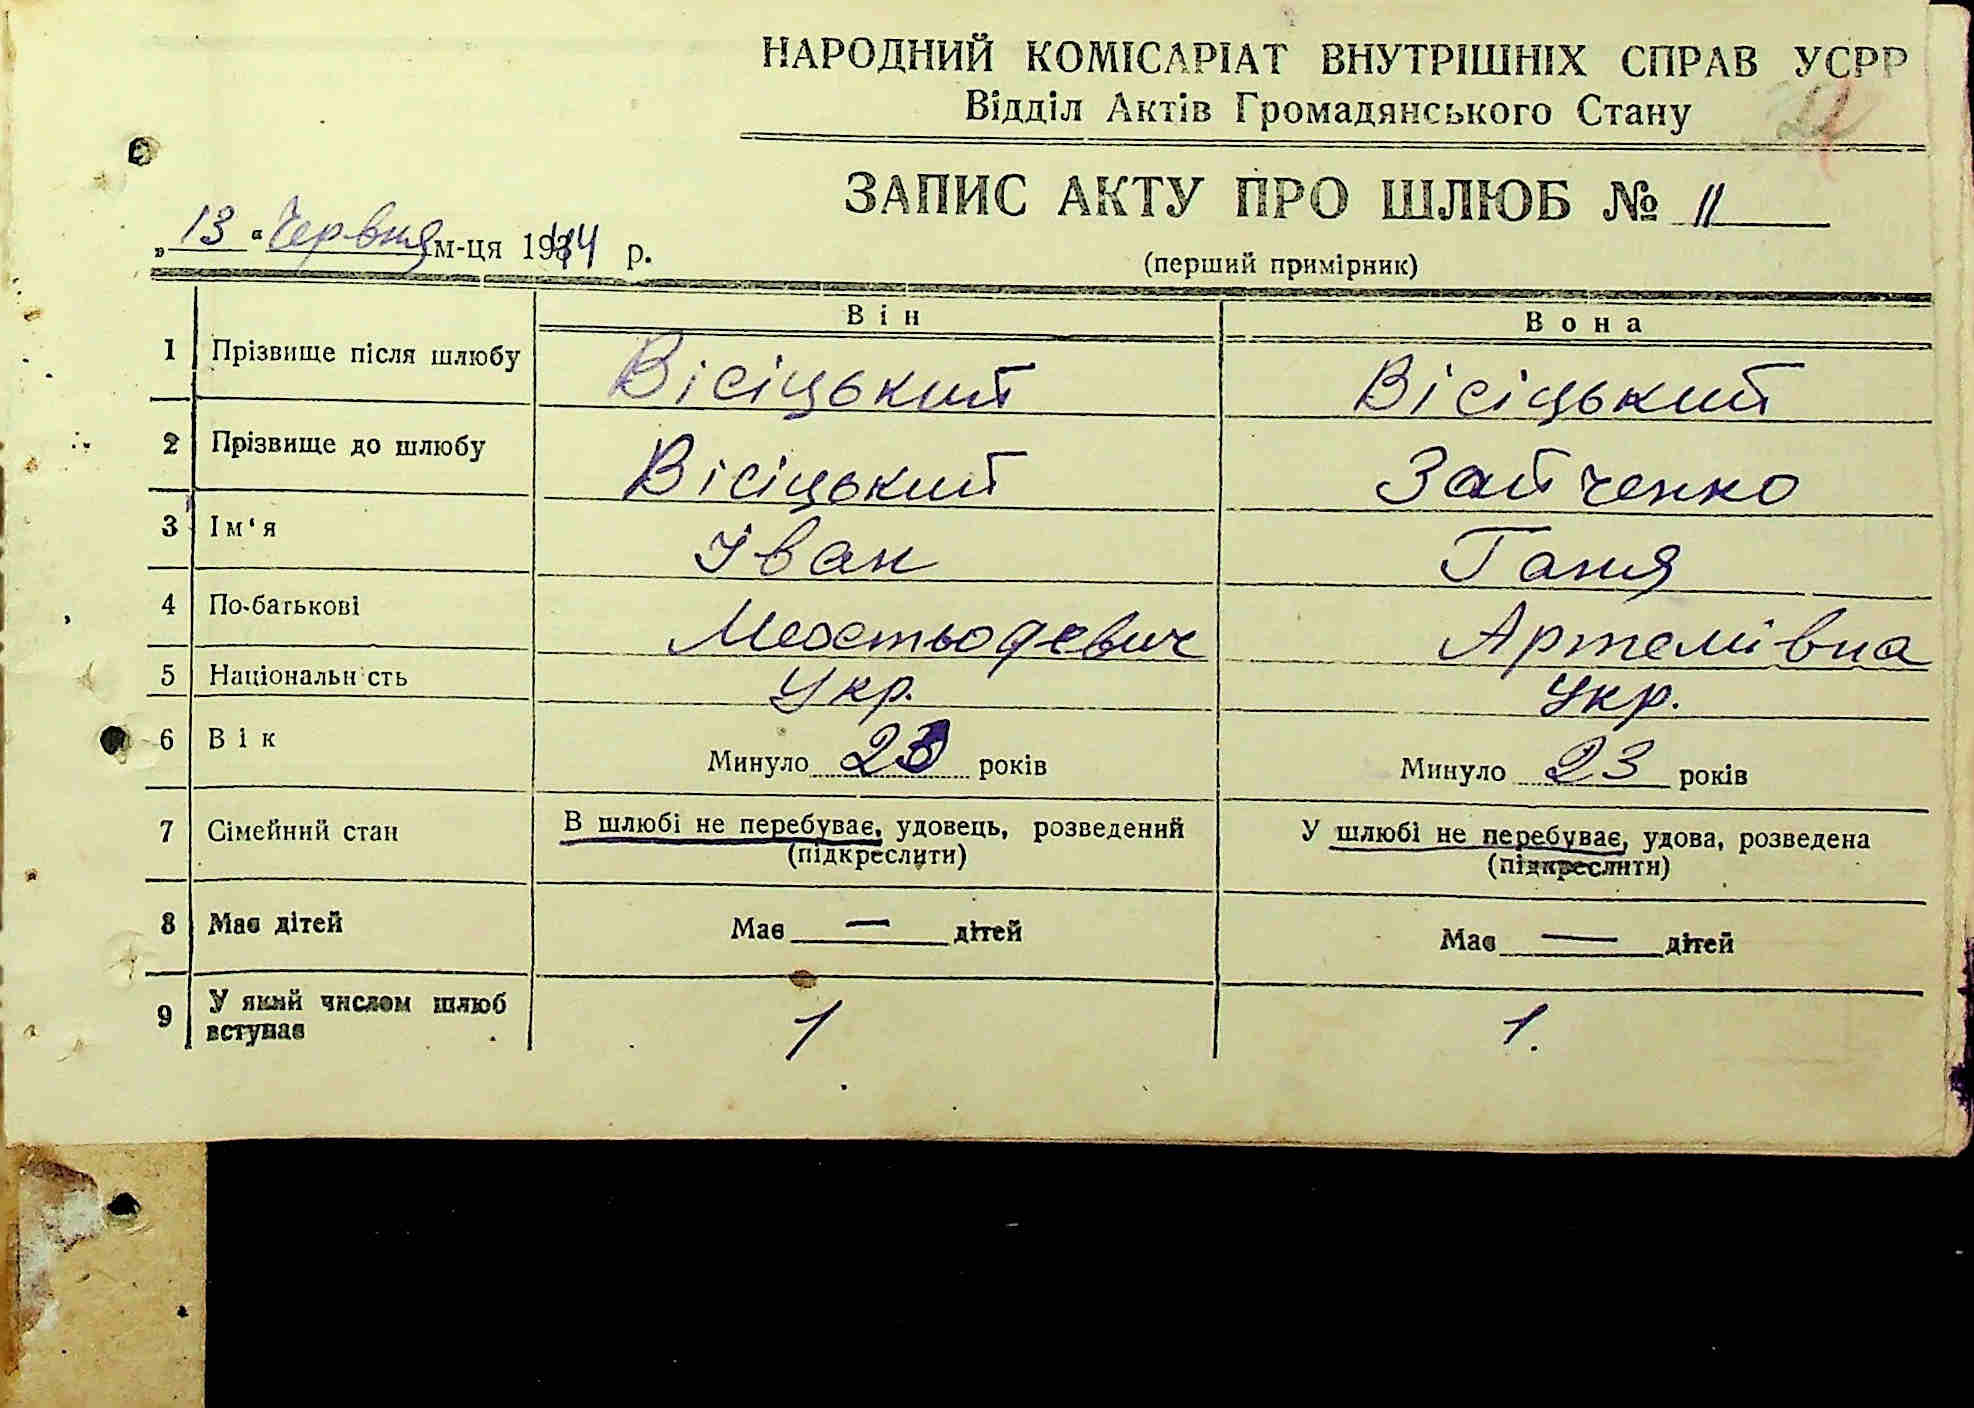 НАРОДНИЙ КОМІСАРІАТ ВНУТРІШНІХ СПРАВ УСРР
Відділ Актів Громадянського Стану
ЗАПИС АКТУ ПРО ШЛЮБ № 11
(перший примірник)
„ 13 “ Червня м-ця 1944 р.
Він Вона
1 Прізвище після шлюбу Вісіцький Вісіцький
2 Прізвище до шлюбу Вісіцький Зайченко
3 Ім'я Іван Ганя
4 По-батькові Артемівна
5 Національність Укр. Укр.
6 Вік Минуло 23 років Минуло 23 років
7 Сімейний стан В шлюбі не перебуває, удовець, розведений У шлюбі не перебуває, удова, розведена
(підкреслити) (підкреслити)
8 Має дітей Має — дітей Має — дітей
9 У який числом шлюб 1 1.
вступає